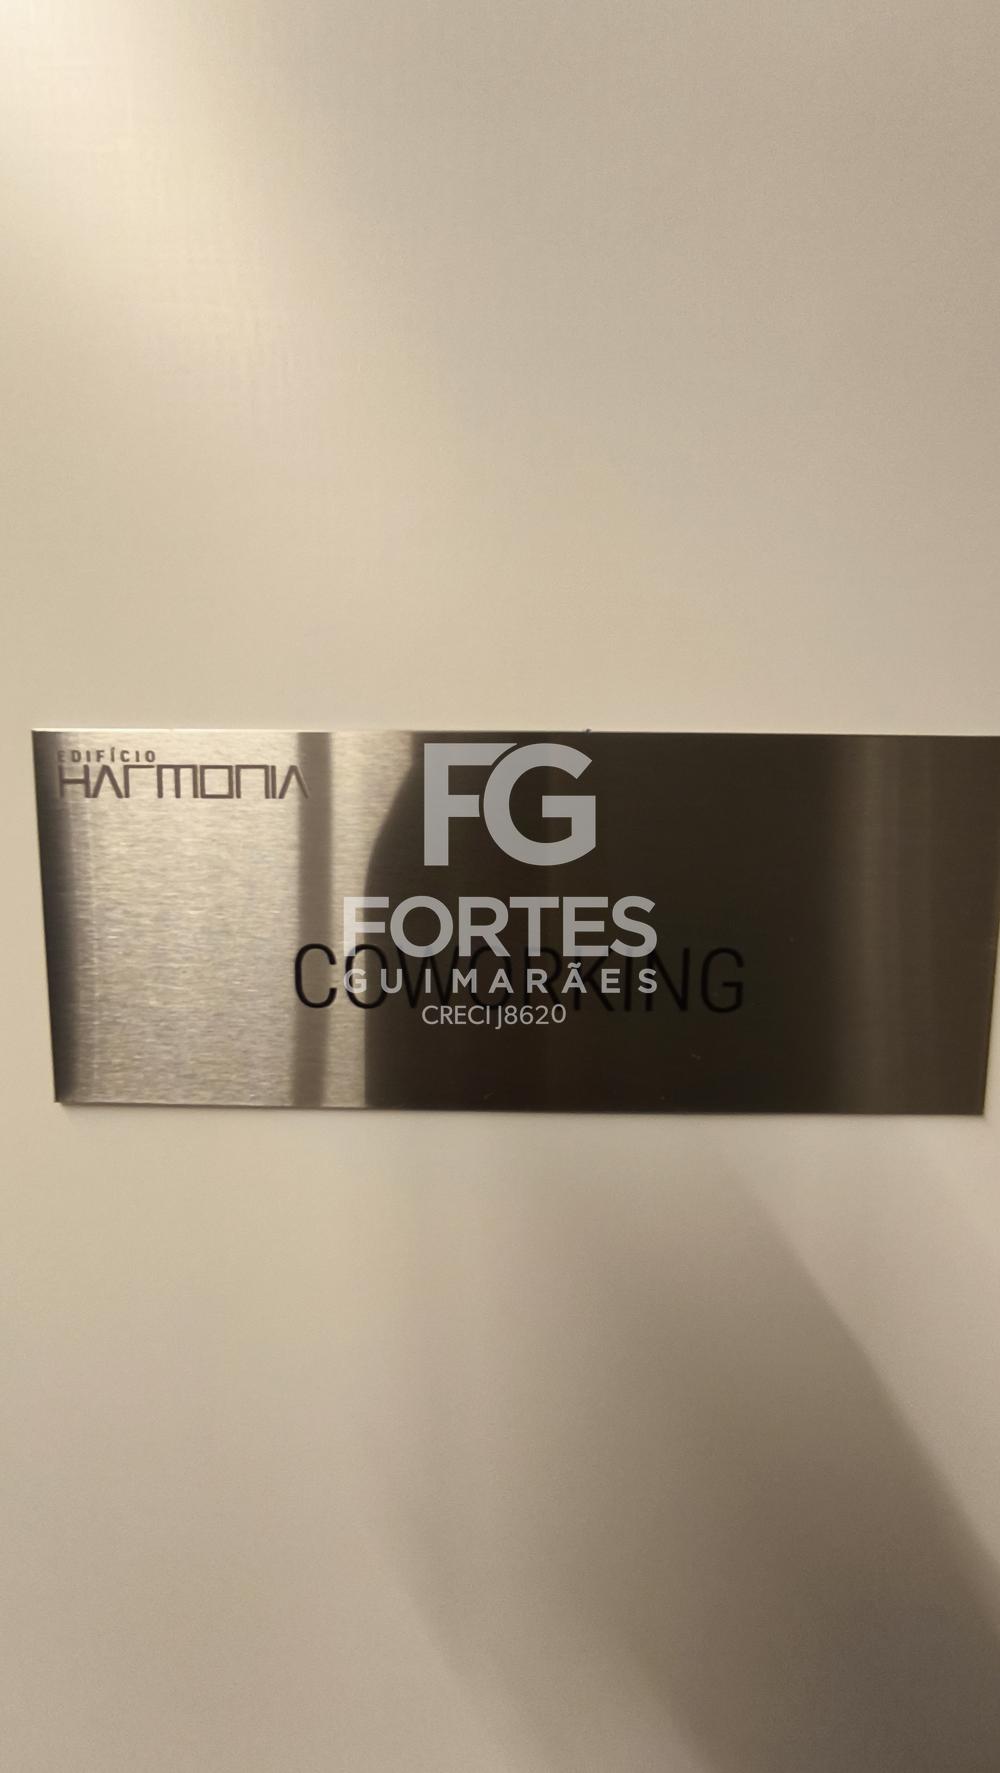 EDIFÍCIO
HARMONIA
FG
FORTES
COWORKING
GUIMARÃES
CRECI J8620